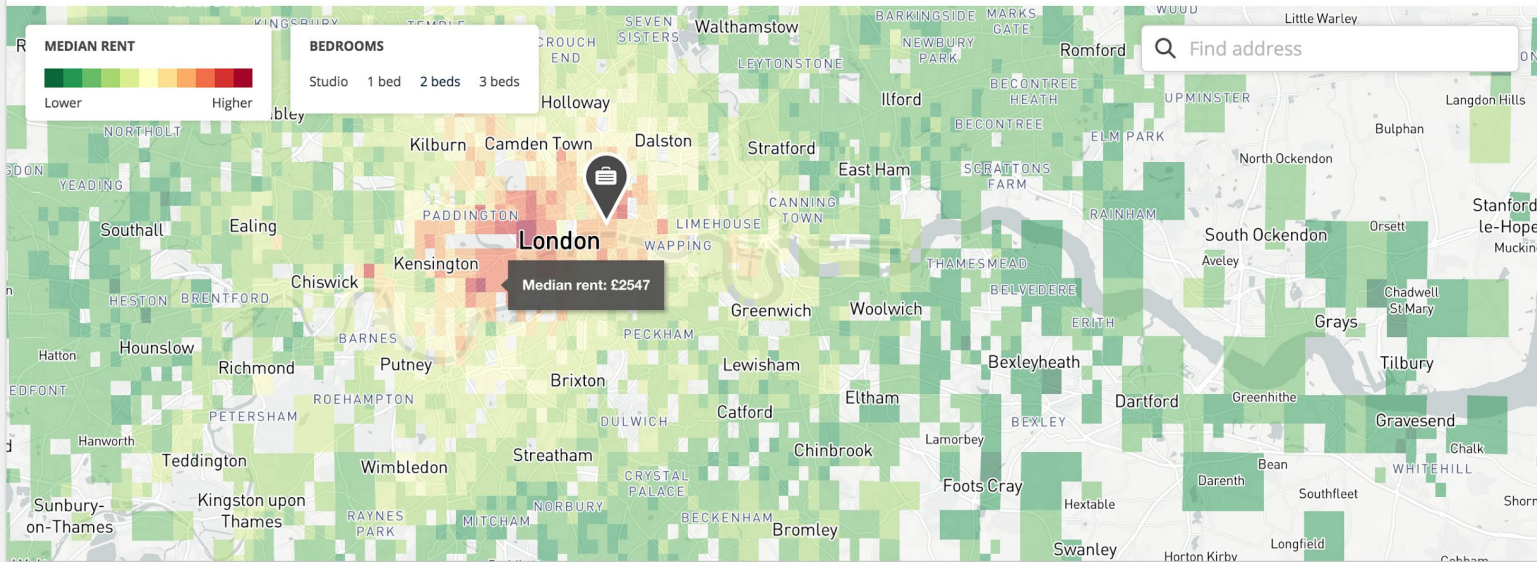 MEDIAN RENT
Lower
Higher
BEDROOMS
Studio
1 bed
2 beds
3 beds
Find address
KINGSBURY
TEMPLE
SEVEN
SISTERS
Walthamstow
BARKINGSIDE
MARKS
GATE
WUOD
Little Warley
CROUCH
END
LEYTONSTONE
NEWBURY
PARK
Romford
Holloway
Ilford
BECONTREE
HEATH
UPMINSTER
Langdon Hills
NORTHOLT
BECONTREE
ELM PARK
Bulphan
Kilburn
Camden Town
Dalston
Stratford
East Ham
SCRATTONS
FARM
North Ockendon
YEADING
PADDINGTON
LIMEHOUSE
CANNING
TOWN
RAINHAM
Stanford
le-Hope
Southall
Ealing
London
WAPPING
South Ockendon
Orsett
Mucking
Kensington
THAMESMEAD
Aveley
Chiswick
Median rent: £2547
BELVEDERE
Chadwell
St Mary
HESTON
BRENTFORD
Greenwich
Woolwich
ERITH
Grays
BARNES
PECKHAM
Hatton
Hounslow
Richmond
Putney
Brixton
Lewisham
Bexleyheath
Tilbury
EDFONT
ROEHAMPTON
Eltham
Dartford
Greenhithe
PETERSHAM
DULWICH
Catford
BEXLEY
Gravesend
Hanworth
Teddington
Wimbledon
Streatham
Chinbrook
Lamorbey
Bean
Chalk
WHITEHILL
CRYSTAL
PALACE
Foots Cray
Darenth
Southfleet
Sunbury-
on-Thames
Kingston upon
Thames
RAYNES
PARK
MITCHAM
NORBURY
BECKENHAM
Bromley
Hextable
Swanley
Horton Kirby
Longfield